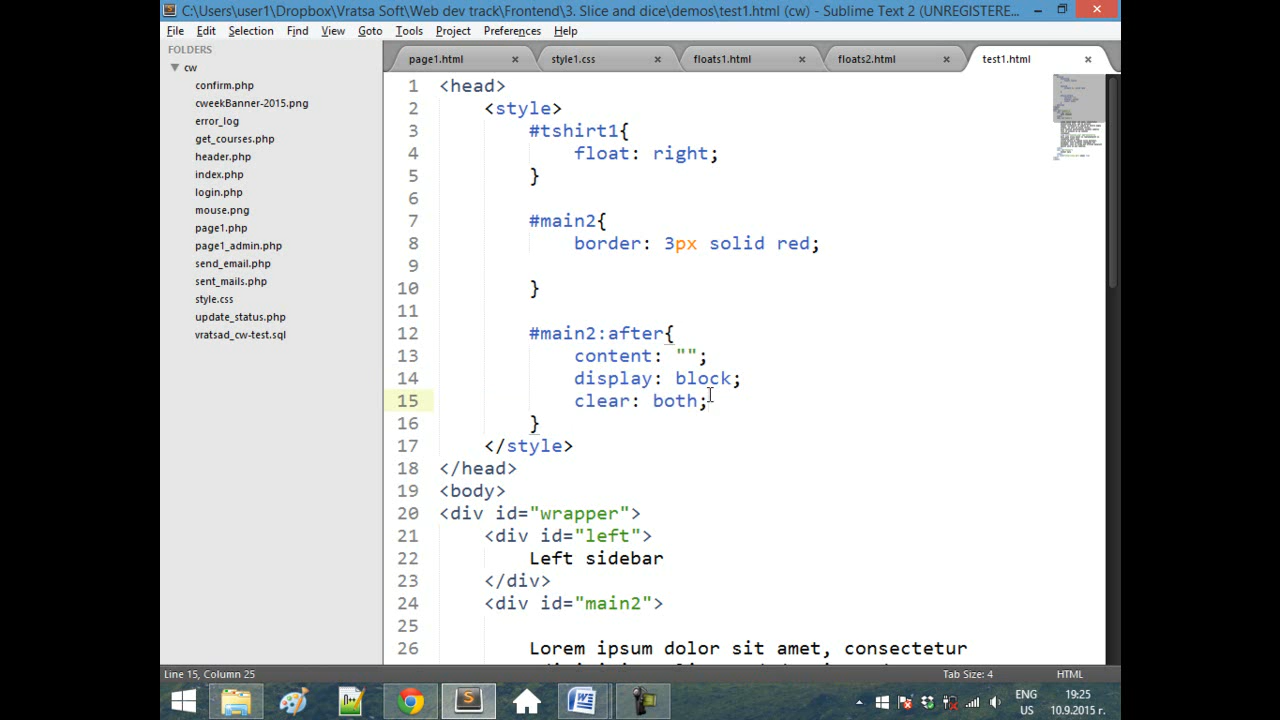 C:\Users\user1\Dropbox\Vratsa Soft\Web dev track\Frontend\3. Slice and dice\demos\test1.html (cw) - Sublime Text 2 (UNREGISTERE...
File Edit Selection Find View Goto Tools Project Preferences Help
FOLDERS
cw
confirm.php
cweekBanner-2015.png
error_log
get_courses.php
header.php
index.php
login.php
mouse.png
page1.php
page1_admin.php
send_email.php
sent_mails.php
style.css
update_status.php
vratsad_cw-test.sql
page1.html style1.css floats1.html floats2.html test1.html
1 <head>
2 <style>
3 #tshirt1{
4 float: right;
5 }
6
7 #main2{
8 border: 3px solid red;
9
10 }
11
12 #main2:after{
13 content: "";
14 display: block;
15 clear: both;
16 }
17 </style>
18 </head>
19 <body>
20 <div id="wrapper">
21 <div id="left">
22 Left sidebar
23 </div>
24 <div id="main2">
25
26 Lorem ipsum dolor sit amet, consectetur
Line 15, Column 25 Tab Size: 4 HTML
ENG 19:25
US 10.9.2015 г.